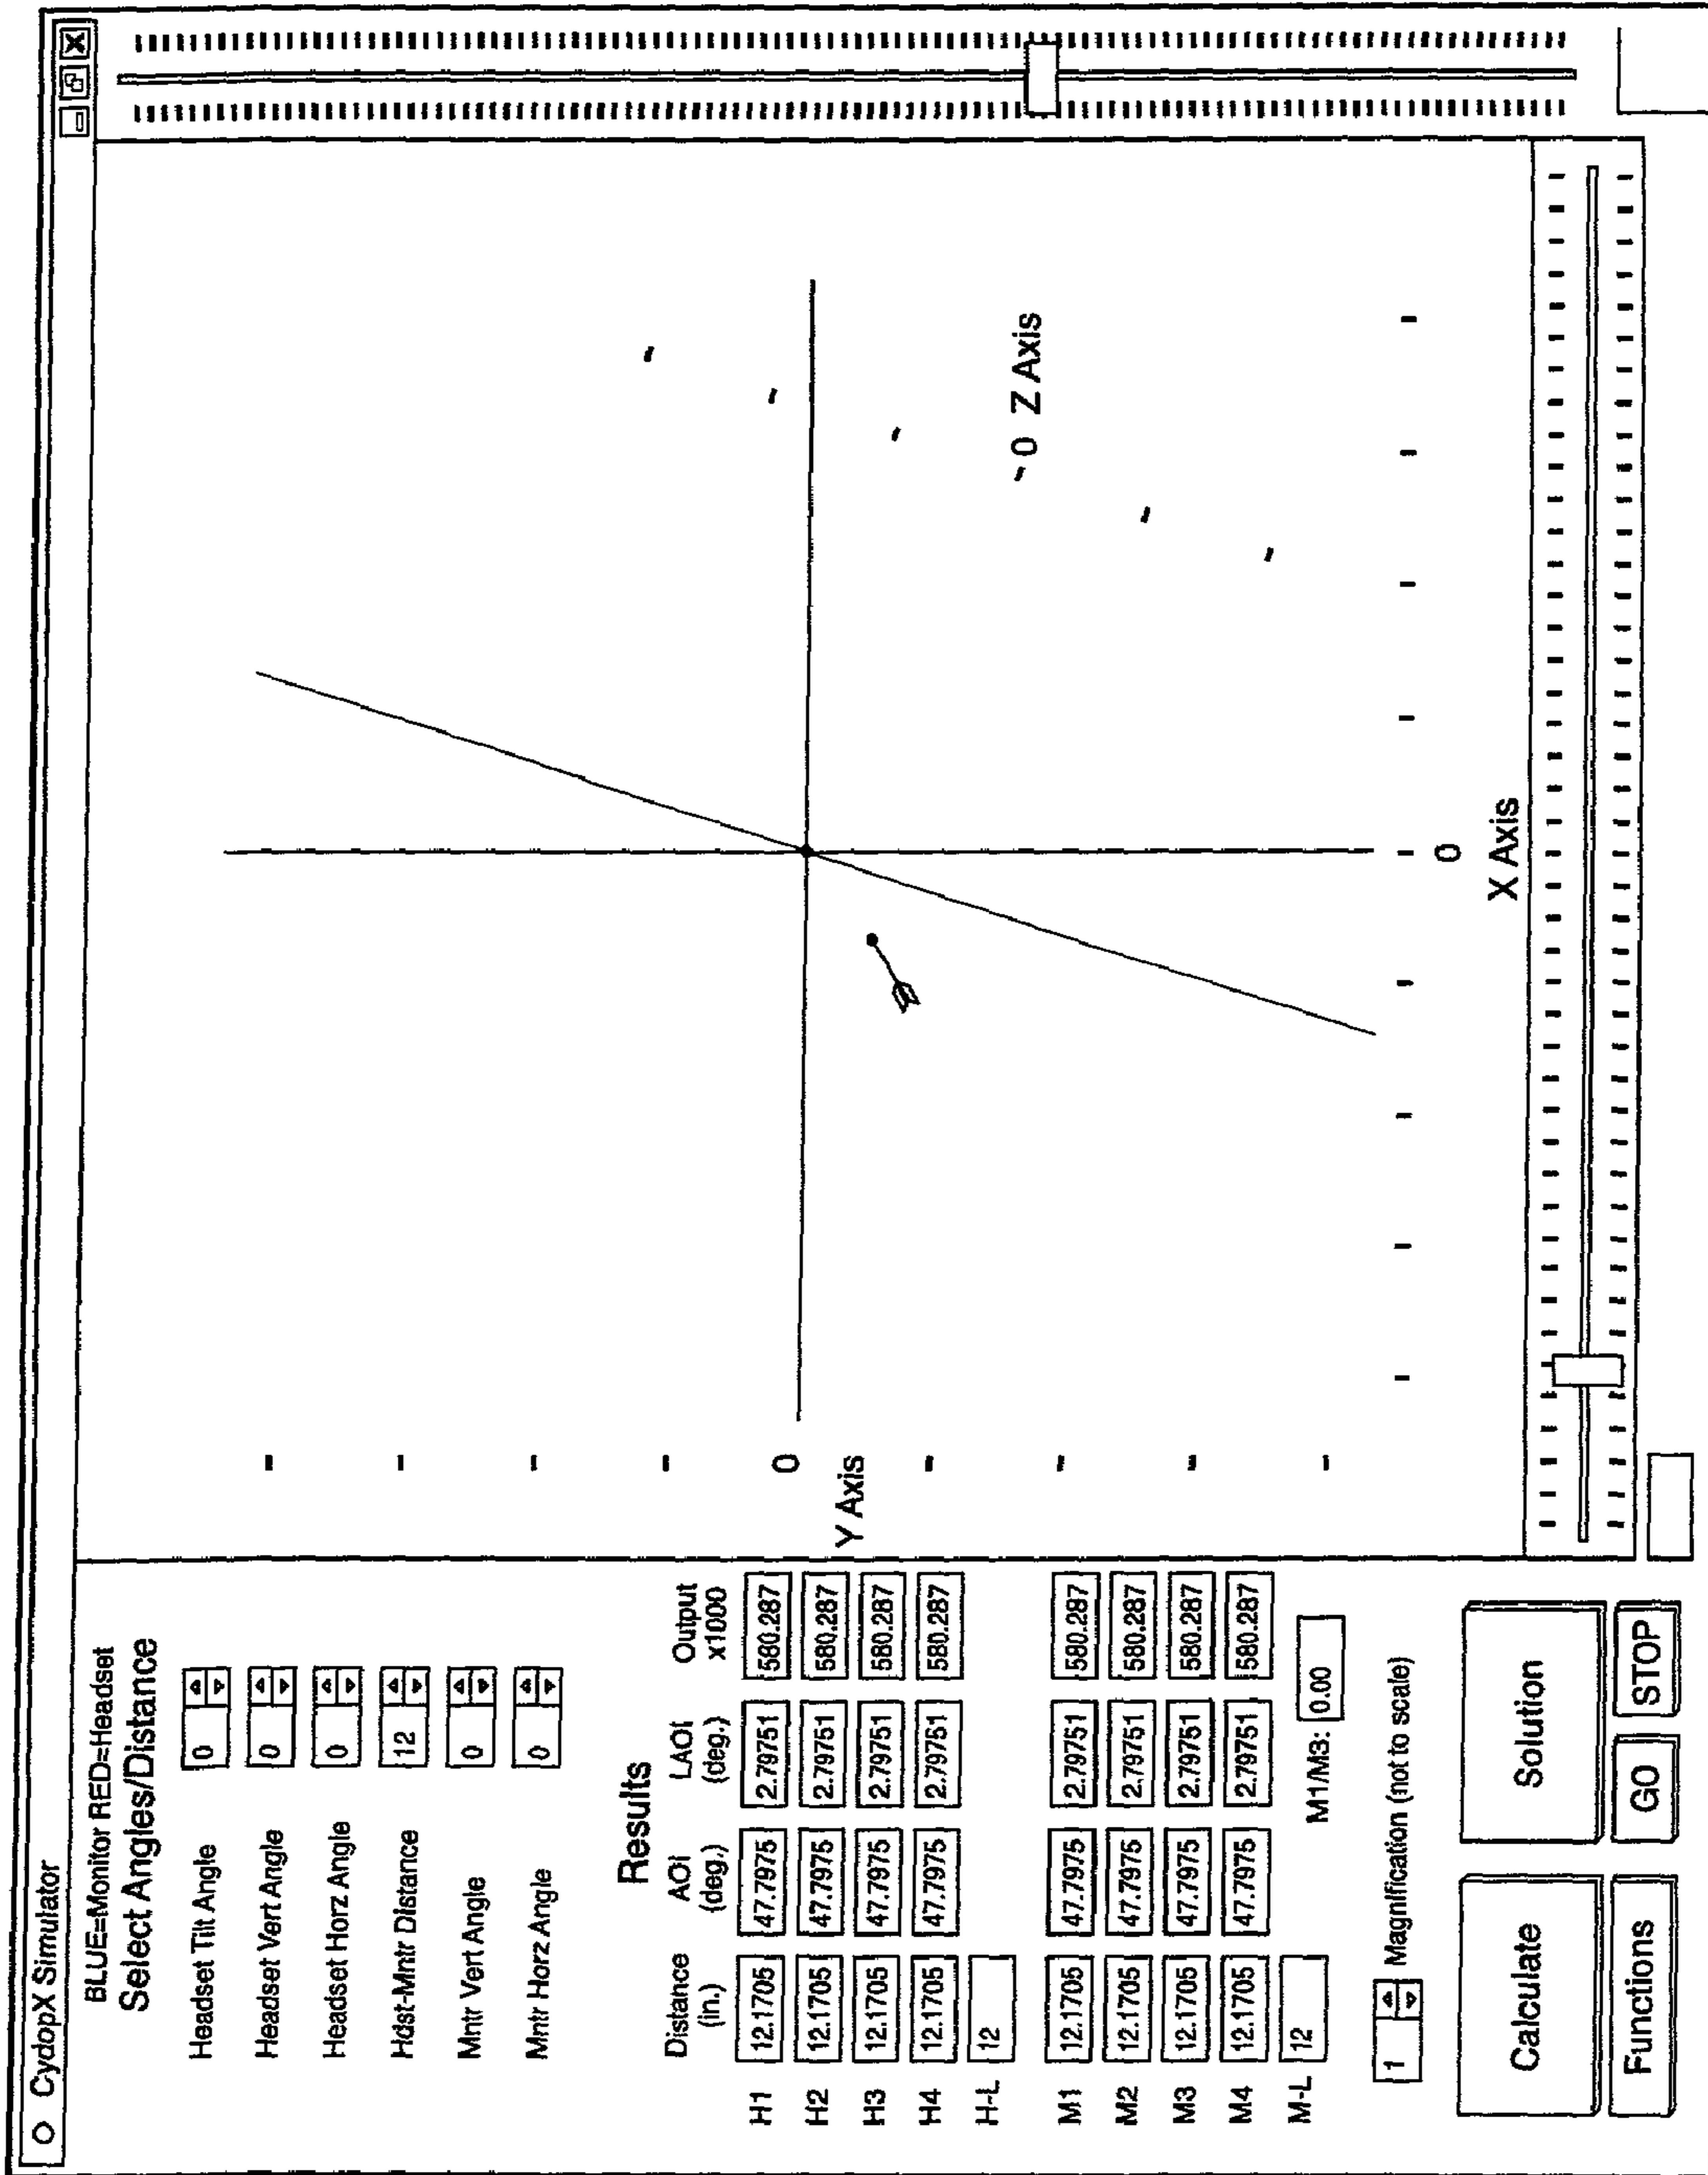 CydopX Simulator
BLUE=Monitor RED=Headset
Select Angles/Distance
Headset Tilt Angle 0
Headset Vert Angle 0
Headset Horz Angle 0
Hdst-Mntr Distance 12
Mntr Vert Angle 0
Mntr Horz Angle 0
Results
Distance AOI LAOI Output
(in.) (deg.) (deg.) x1000
H1 12.1705 47.7975 2.79751 580.287
H2 12.1705 47.7975 2.79751 580.287
H3 12.1705 47.7975 2.79751 580.287
H4 12.1705 47.7975 2.79751 580.287
H-L 12
M1 12.1705 47.7975 2.79751 580.287
M2 12.1705 47.7975 2.79751 580.287
M3 12.1705 47.7975 2.79751 580.287
M4 12.1705 47.7975 2.79751 580.287
M-L 12
M1/M3: 0.00
1 Magnification (not to scale)
Calculate Solution
Functions GO STOP
0
Y Axis
0 Z Axis
0
X Axis